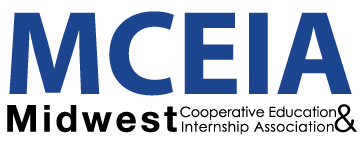 MCEIA
Midwest Cooperative Education &
Internship Association